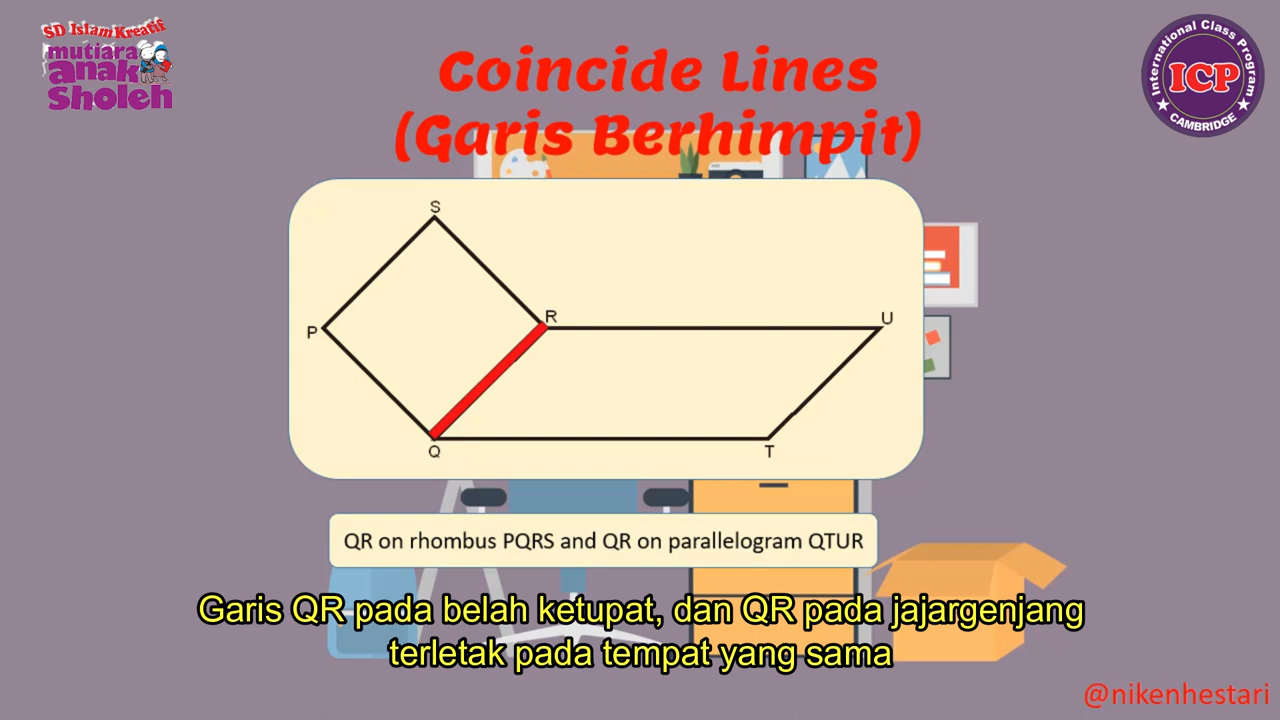 SD Islam Kreatif
mutiara
anak
Sholeh
Coincide Lines
(Garis Berhimpit)
International Class Program
ICP
CAMBRIDGE
S
P
R
U
Q
T
QR on rhombus PQRS and QR on parallelogram QTUR
Garis QR pada belah ketupat, dan QR pada jajargenjang
terletak pada tempat yang sama
@nikenhestari